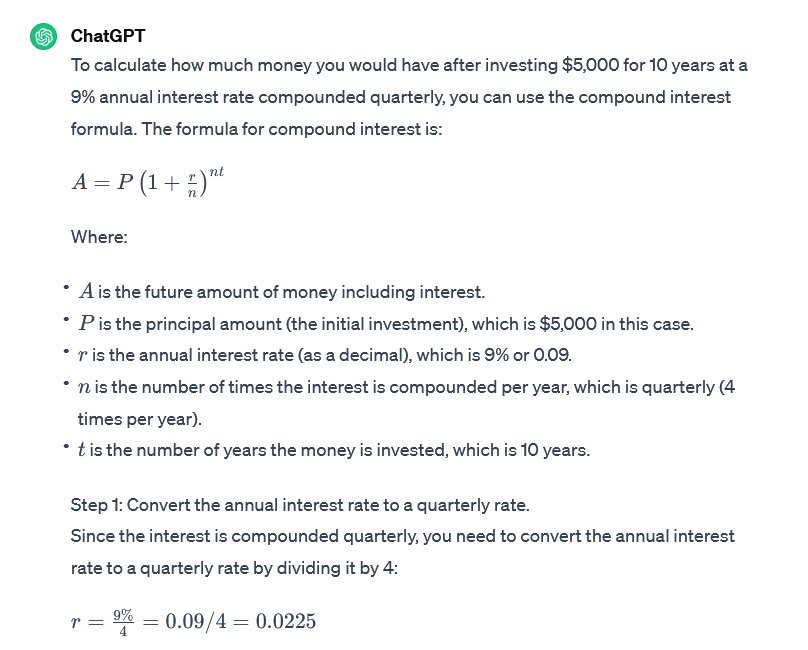 ChatGPT
To calculate how much money you would have after investing $5,000 for 10 years at a
9% annual interest rate compounded quarterly, you can use the compound interest
formula. The formula for compound interest is:
A = P (1 + r/n)^nt
Where:
• A is the future amount of money including interest.
• P is the principal amount (the initial investment), which is $5,000 in this case.
• r is the annual interest rate (as a decimal), which is 9% or 0.09.
• n is the number of times the interest is compounded per year, which is quarterly (4
times per year).
• t is the number of years the money is invested, which is 10 years.
Step 1: Convert the annual interest rate to a quarterly rate.
Since the interest is compounded quarterly, you need to convert the annual interest
rate to a quarterly rate by dividing it by 4:
r = 9%/4 = 0.09/4 = 0.0225